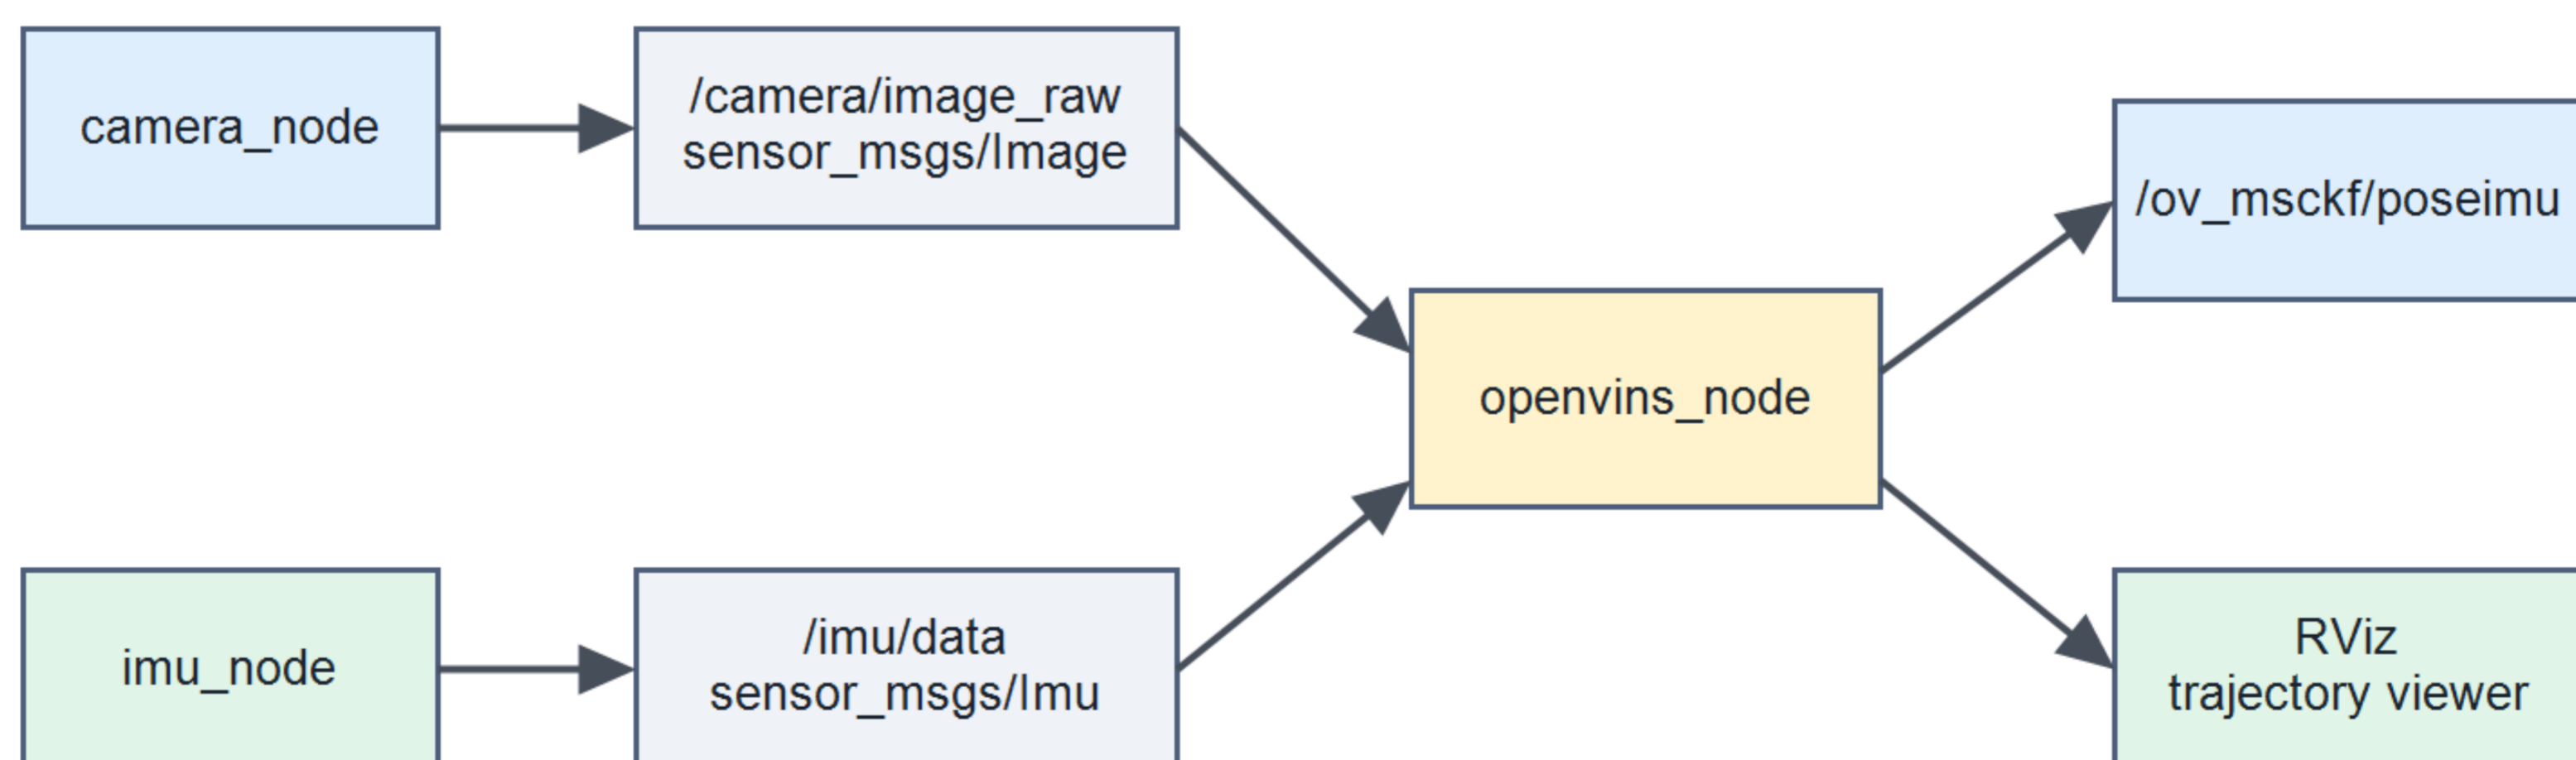 camera_node
/camera/image_raw
sensor_msgs/Image
/ov_msckf/poseimu
openvins_node
imu_node
/imu/data
sensor_msgs/Imu
RViz
trajectory viewer